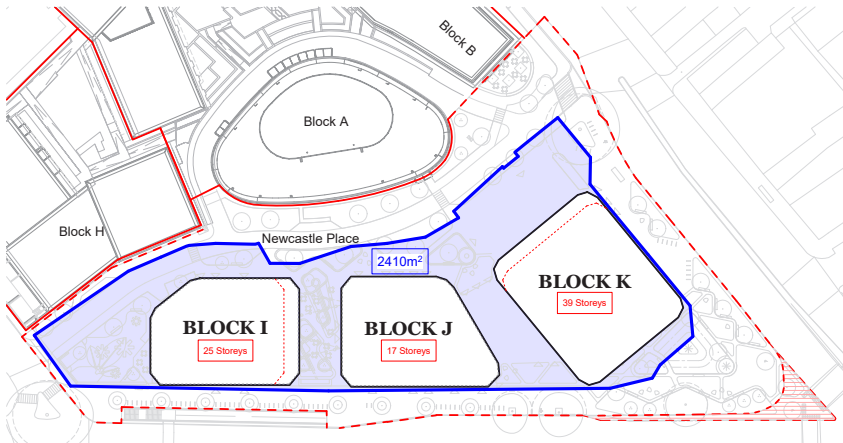 Block B
Block A
Block H
Newcastle Place
2410m²
BLOCK K
39 Storeys
BLOCK I
25 Storeys
BLOCK J
17 Storeys